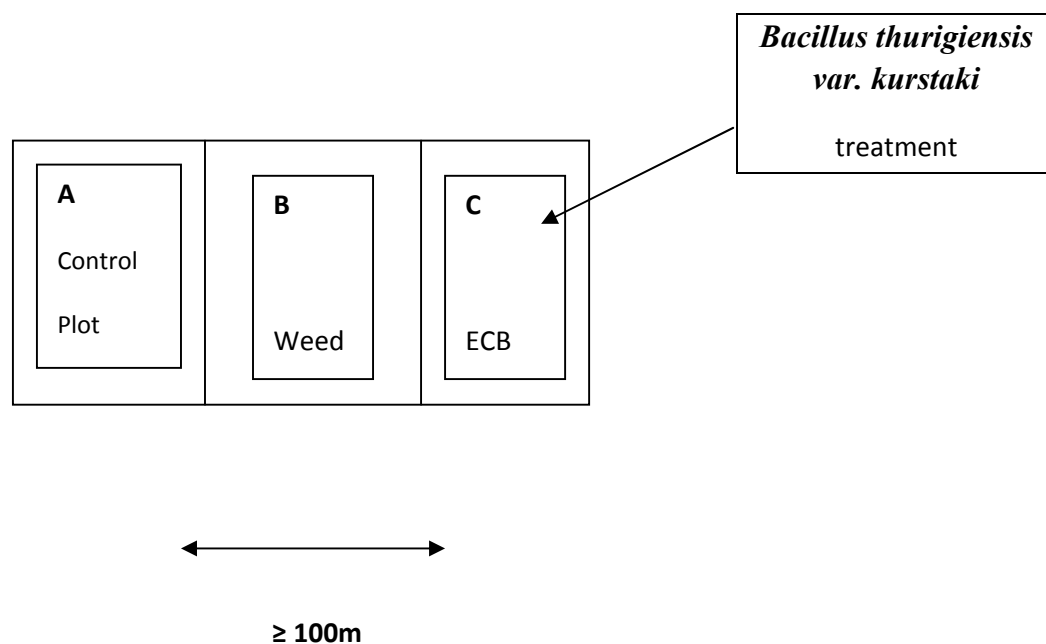 Bacillus thurigiensis
var. kurstaki
treatment
A
Control
Plot
B
Weed
C
ECB
≥ 100m